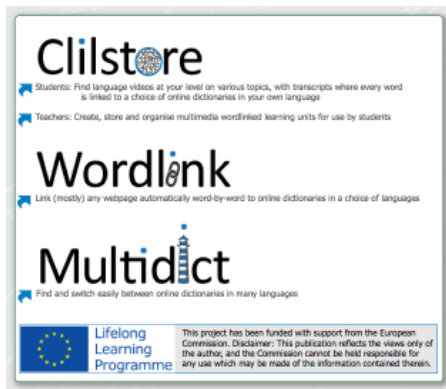 Clilstore
Students: Find language videos at your level on various topics, with transcripts where every word
is linked to a choice of online dictionaries in your own language
Teachers: Create, store and organise multimedia wordlinked learning units for use by students
Wordlink
Link (mostly) any webpage automatically word-by-word to online dictionaries in a choice of languages
Multidict
Find and switch easily between online dictionaries in many languages
Lifelong
Learning
Programme
This project has been funded with support from the European
Commission. Disclaimer: This publication reflects the views only of
the author, and the Commission cannot be held responsible for
any use which may be made of the information contained therein.